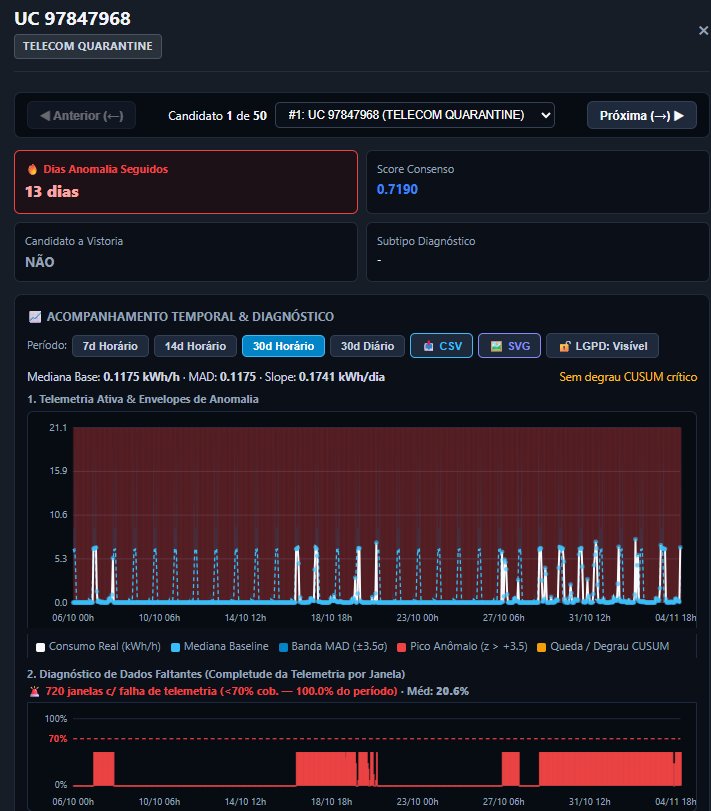 UC 97847968
×
TELECOM QUARANTINE
◀ Anterior (←)
Candidato 1 de 50
#1: UC 97847968 (TELECOM QUARANTINE)
Próxima (→) ▶
🔥 Dias Anomalia Seguidos
13 dias
Score Consenso
0.7190
Candidato a Vistoria
NÃO
Subtipo Diagnóstico
-
📈 ACOMPANHAMENTO TEMPORAL & DIAGNÓSTICO
Período:
7d Horário
14d Horário
30d Horário
30d Diário
📥 CSV
🖼️ SVG
🔓 LGPD: Visível
Mediana Base: 0.1175 kWh/h · MAD: 0.1175 · Slope: 0.1741 kWh/dia
Sem degrau CUSUM crítico
1. Telemetria Ativa & Envelopes de Anomalia
21.1
15.9
10.6
5.3
0.0
06/10 00h
10/10 06h
14/10 12h
18/10 18h
23/10 00h
27/10 06h
31/10 12h
04/11 18h
Consumo Real (kWh/h)
Mediana Baseline
Banda MAD (±3.5σ)
Pico Anômalo (z > +3.5)
Queda / Degrau CUSUM
2. Diagnóstico de Dados Faltantes (Completude da Telemetria por Janela)
🚨 720 janelas c/ falha de telemetria (<70% cob. — 100.0% do período) · Méd: 20.6%
100%
70%
0%
06/10 00h
10/10 06h
14/10 12h
18/10 18h
23/10 00h
27/10 06h
31/10 12h
04/11 18h